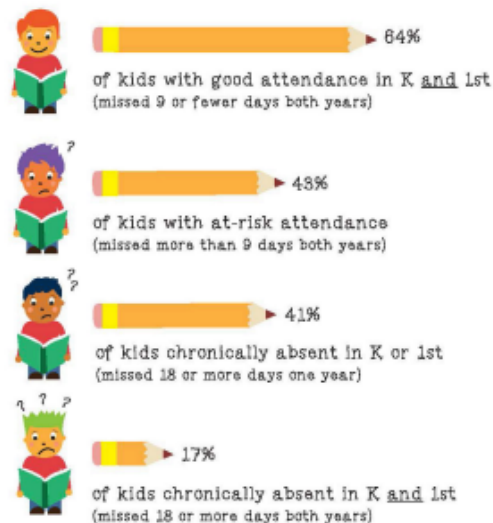 64%
of kids with good attendance in K and 1st
(missed 9 or fewer days both years)
?
43%
of kids with at-risk attendance
(missed more than 9 days both years)
?
?
41%
of kids chronically absent in K or 1st
(missed 18 or more days one year)
? ? ?
17%
of kids chronically absent in K and 1st
(missed 18 or more days both years)